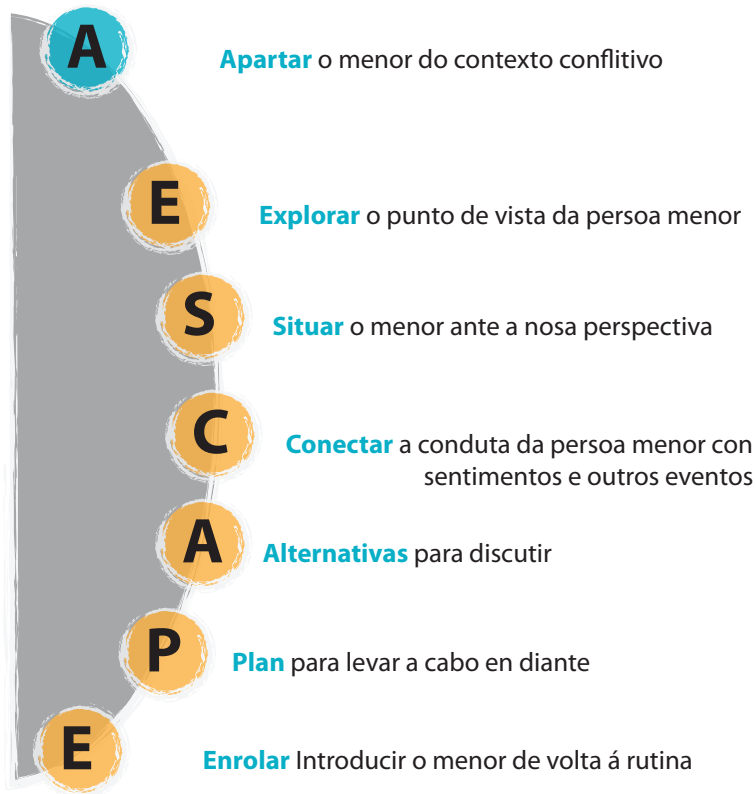 A Apartar o menor do contexto conflitivo
E Explorar o punto de vista da persoa menor
S Situar o menor ante a nosa perspectiva
C Conectar a conduta da persoa menor con
sentimentos e outros eventos
A Alternativas para discutir
P Plan para levar a cabo en diante
E Enrolar Introducir o menor de volta á rutina